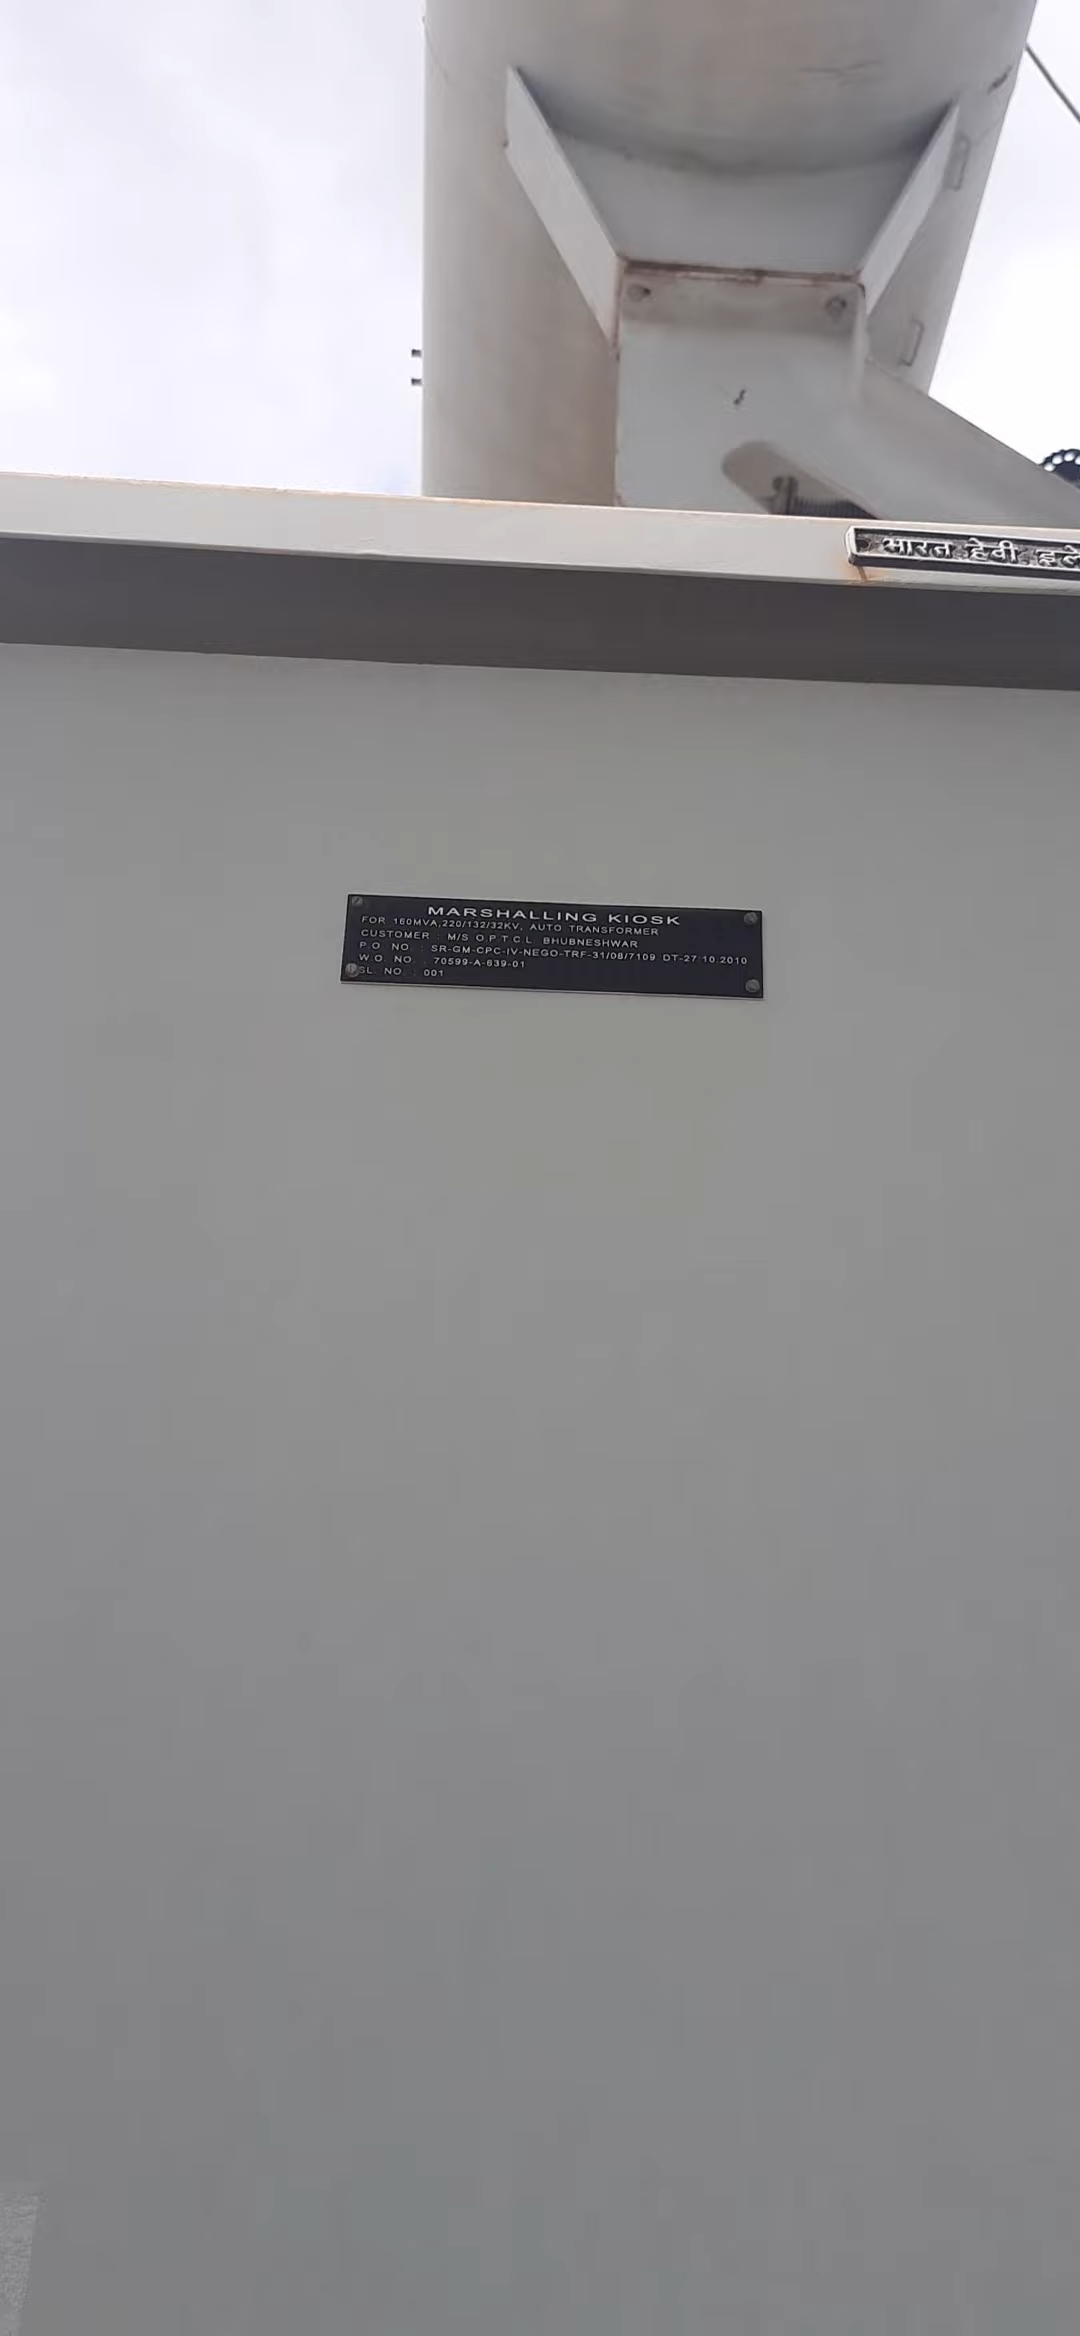 भारत हेवी इले
MARSHALLING KIOSK
FOR 160MVA,220/132/32KV, AUTO TRANSFORMER
CUSTOMER : M/S O.P.T.C.L. BHUBNESHWAR
P.O. NO. : SR-GM-CPC-IV-NEGO-TRF-31/08/7109 DT-27.10.2010
W.O. NO. : 70599-A-639-01
SL. NO. : 001